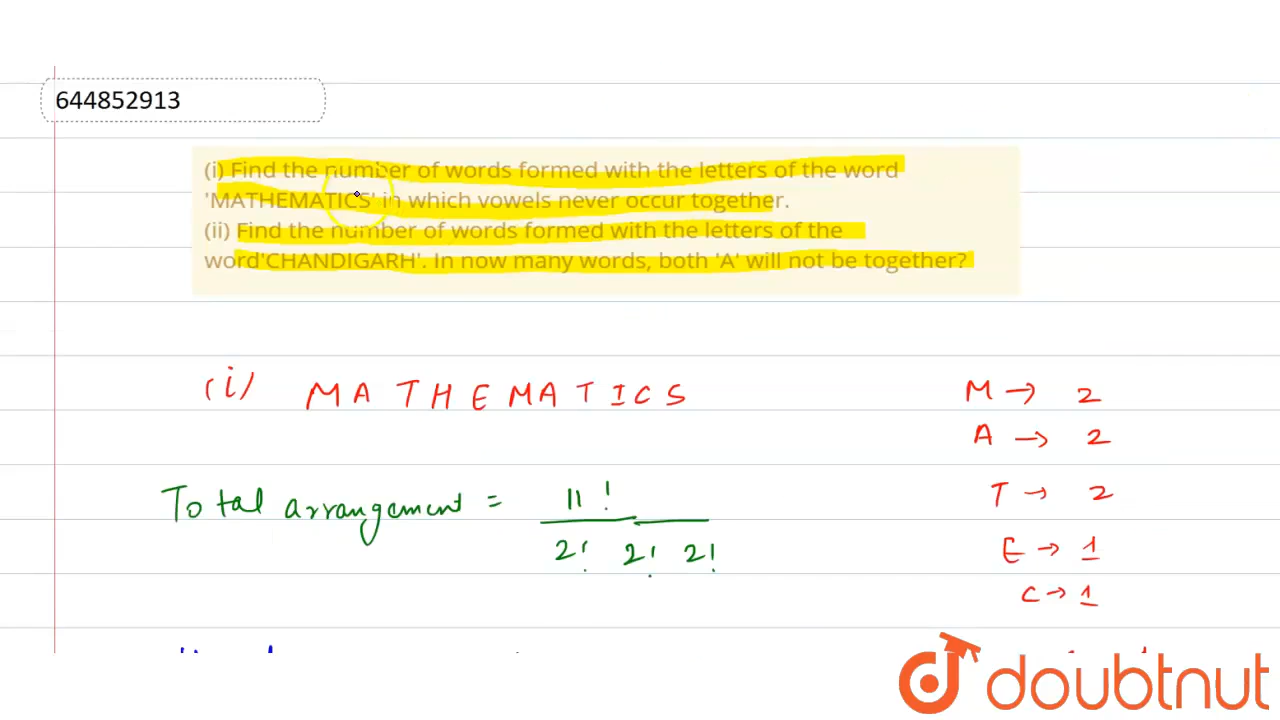 644852913
(i) Find the number of words formed with the letters of the word
'MATHEMATICS' in which vowels never occur together.
(ii) Find the number of words formed with the letters of the
word'CHANDIGARH'. In now many words, both 'A' will not be together?
(i) MATHEMATICS
M → 2
A → 2
Total arrangement = 11!
2! 2! 2!
T → 2
E → 1
C → 1
doubtnut